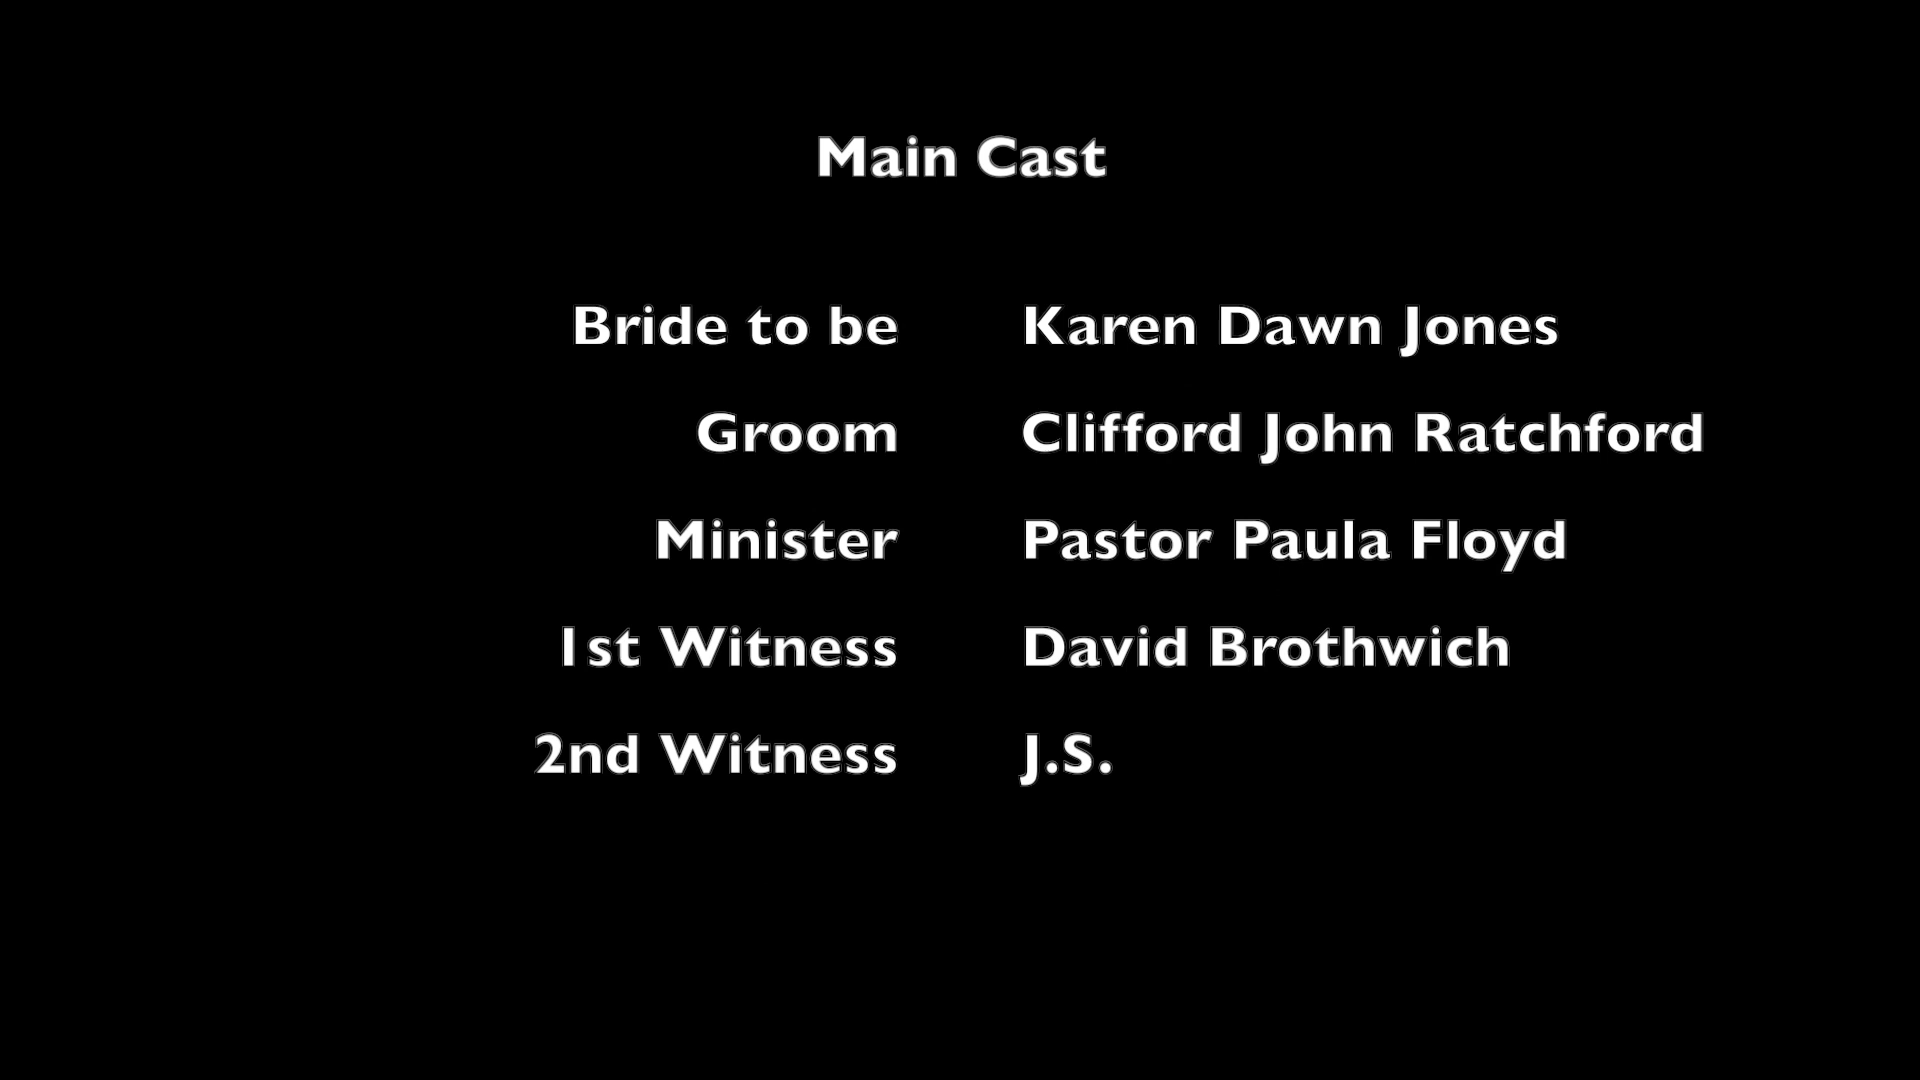 Main Cast
Bride to be Karen Dawn Jones
Groom Clifford John Ratchford
Minister Pastor Paula Floyd
1st Witness David Brothwich
2nd Witness J.S.